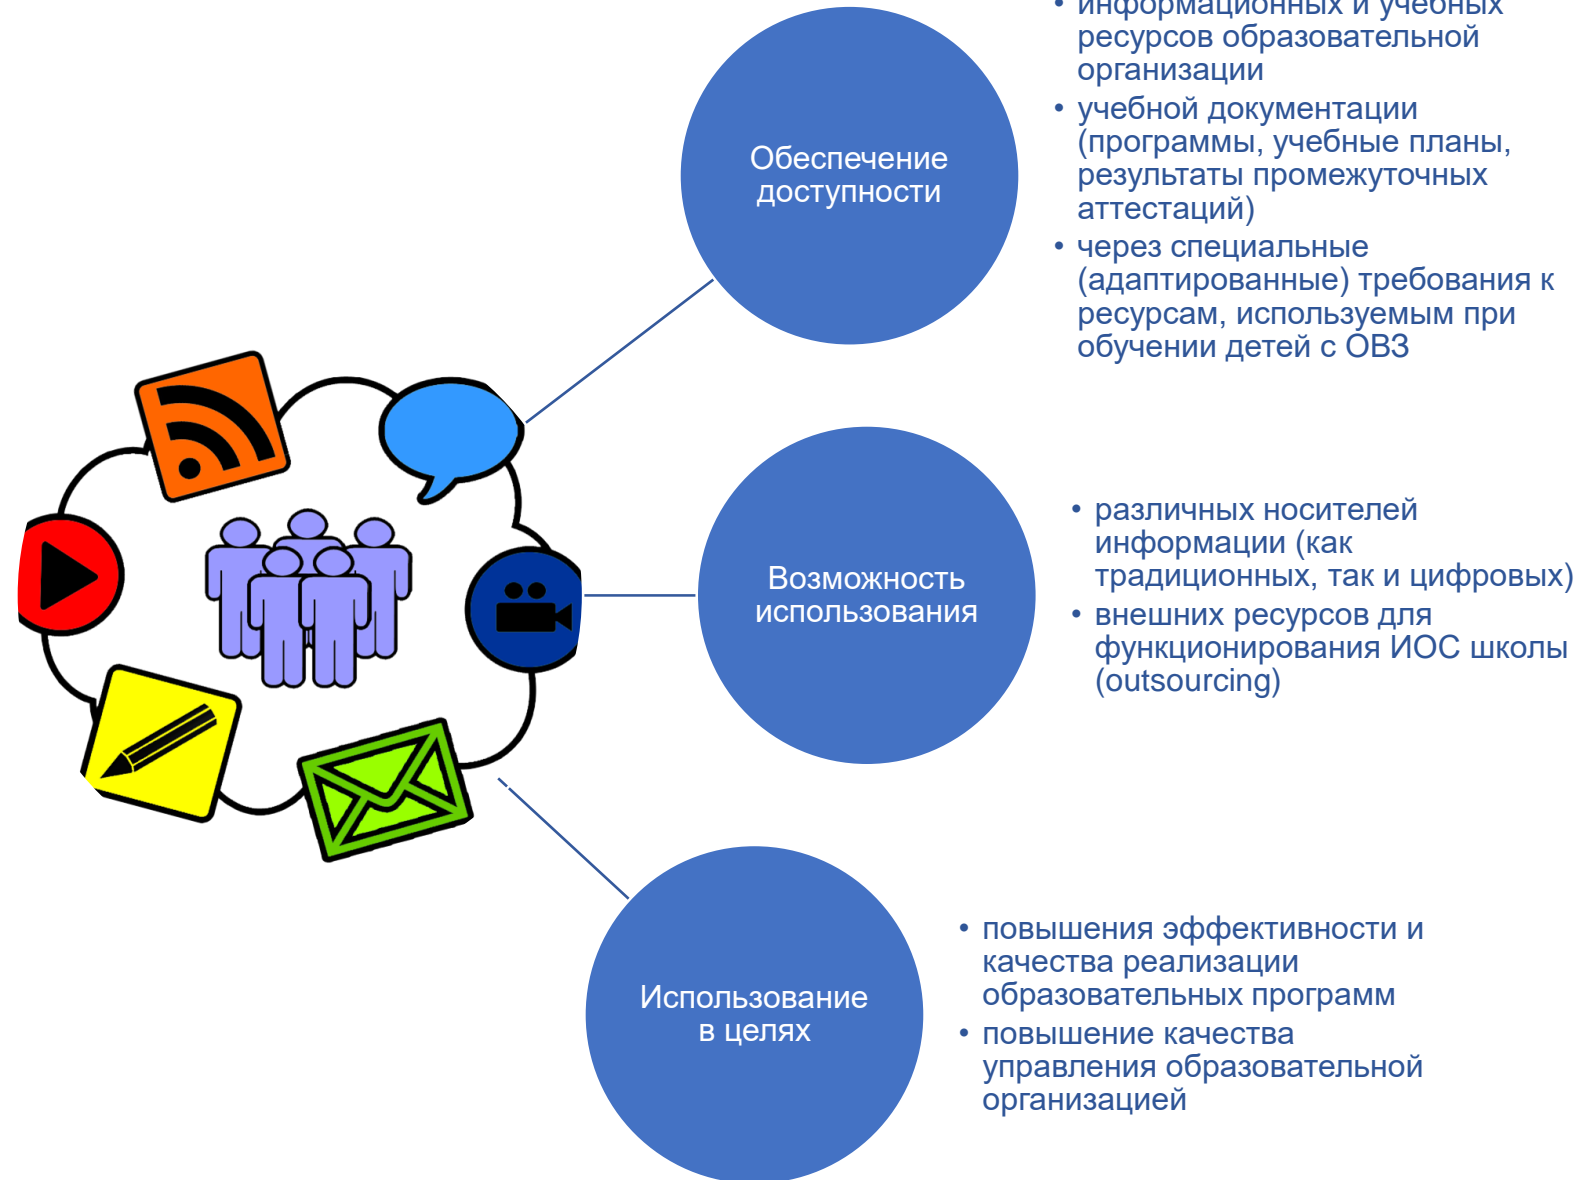 • информационных и учебных
ресурсов образовательной
организации
• учебной документации
(программы, учебные планы,
результаты промежуточных
аттестаций)
• через специальные
(адаптированные) требования к
ресурсам, используемым при
обучении детей с ОВЗ
Обеспечение
доступности
• различных носителей
информации (как
традиционных, так и цифровых)
• внешних ресурсов для
функционирования ИОС школы
(outsourcing)
Возможность
использования
• повышения эффективности и
качества реализации
образовательных программ
• повышение качества
управления образовательной
организацией
Использование
в целях